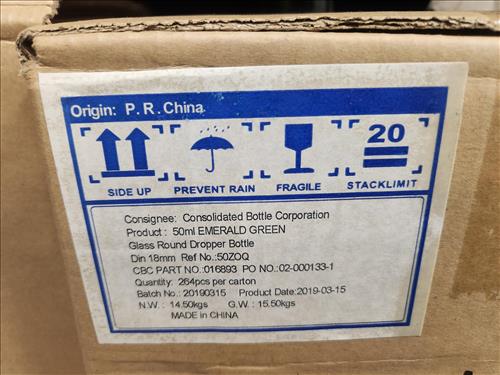 Origin: P. R. China
20
SIDE UP PREVENT RAIN FRAGILE STACKLIMIT
Consignee: Consolidated Bottle Corporation
Product : 50ml EMERALD GREEN
Glass Round Dropper Bottle
Din 18mm Ref No.:50ZOQ
CBC PART NO.:016893 PO NO.:02-000133-1
Quantity: 264pcs per carton
Batch No.: 20190315 Product Date:2019-03-15
N.W. : 14.50kgs G.W. : 15.50kgs
MADE in CHINA